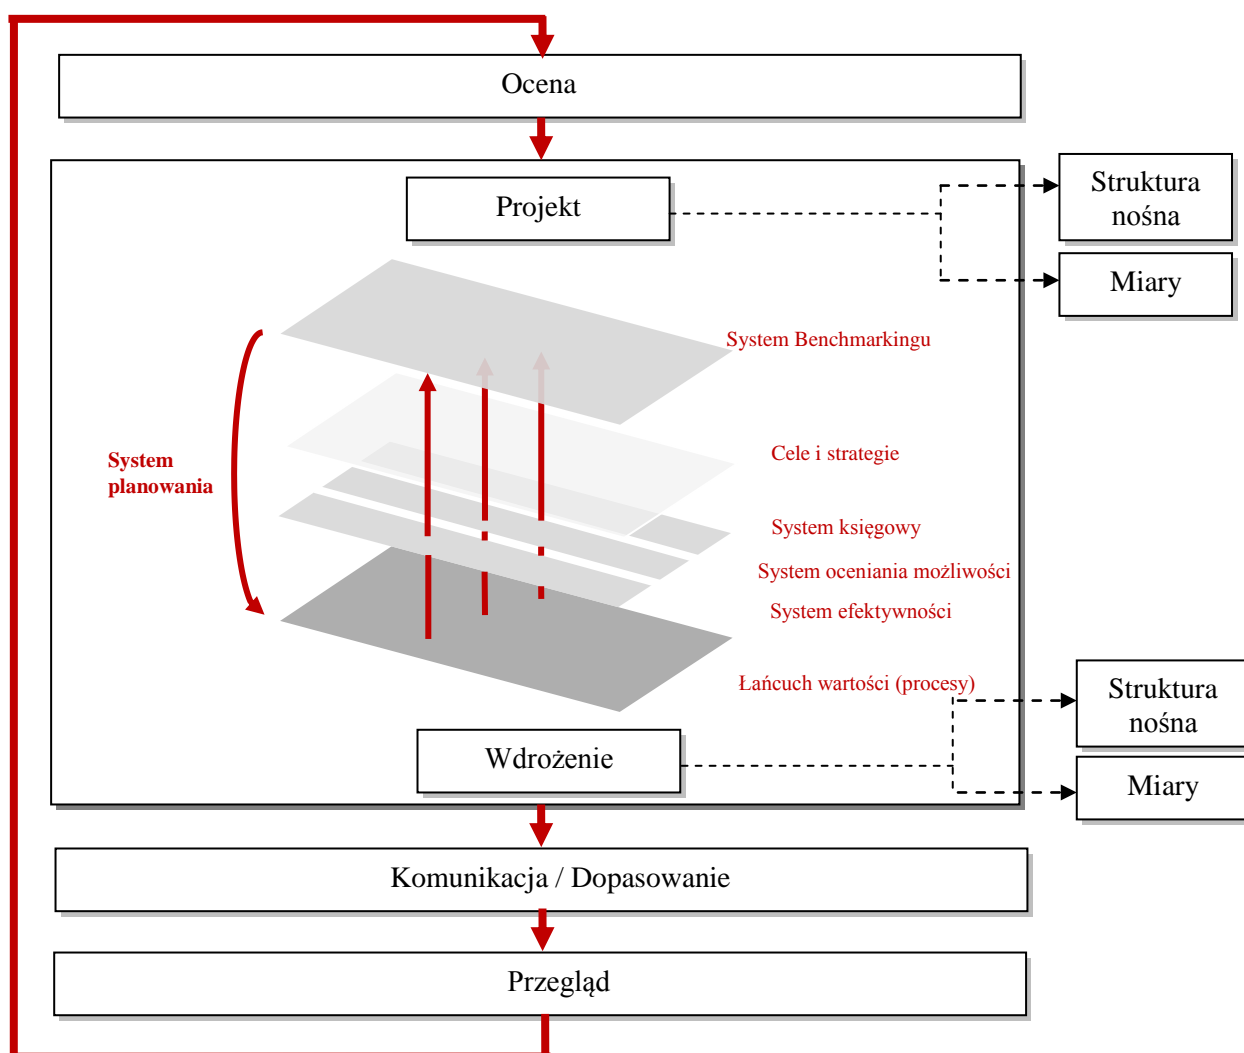 Ocena
Projekt
Struktura
nośna
Miary
System Benchmarkingu
System
planowania
Cele i strategie
System księgowy
System oceniania możliwości
System efektywności
Łańcuch wartości (procesy)
Struktura
nośna
Wdrożenie
Miary
Komunikacja / Dopasowanie
Przegląd